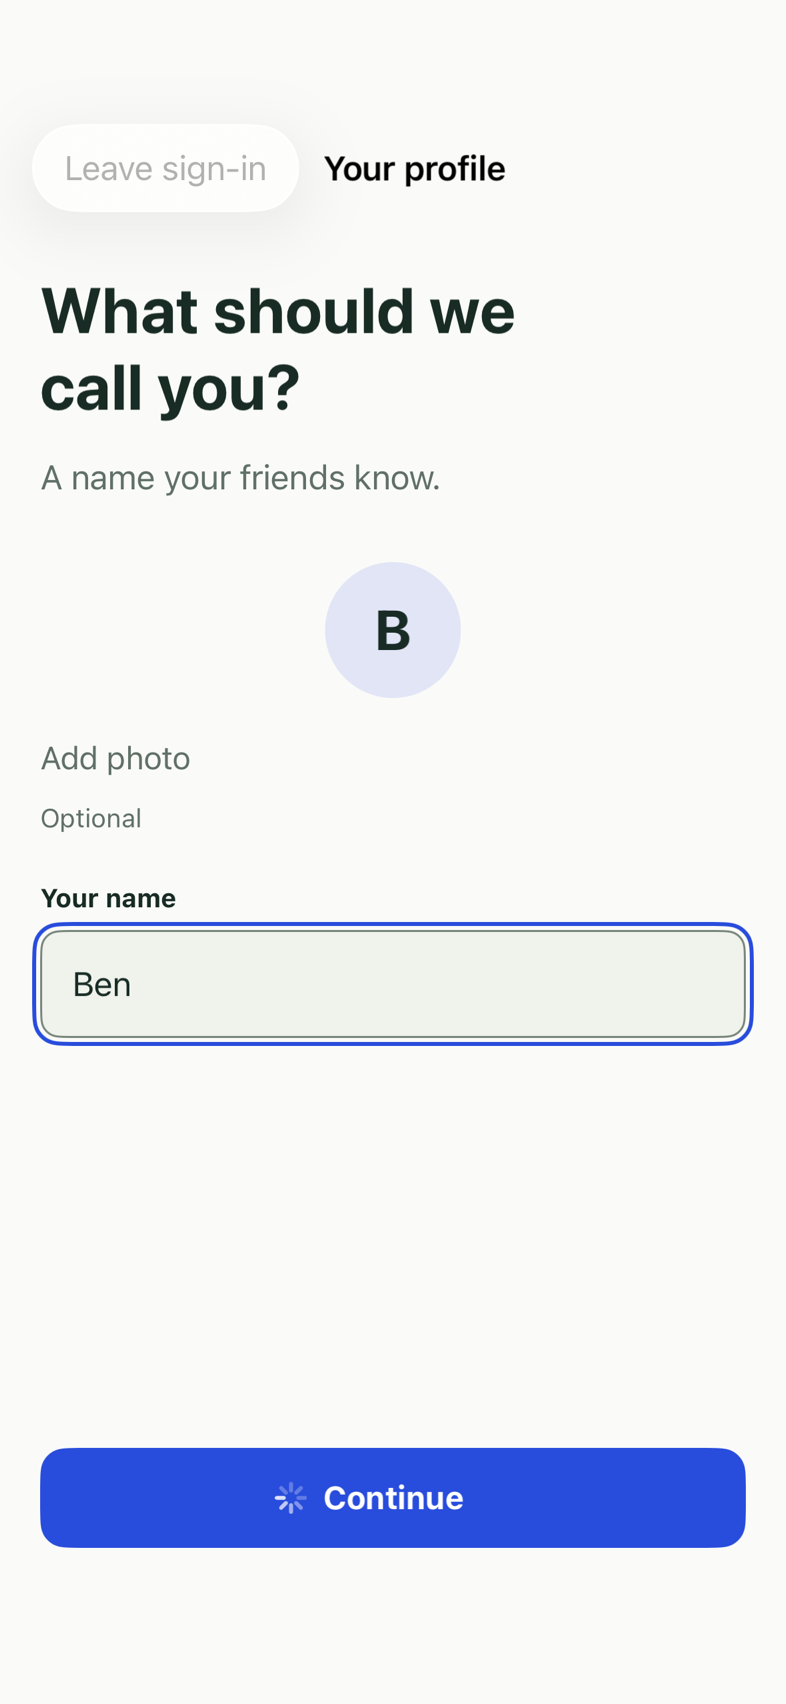 Leave sign-in
Your profile
What should we
call you?
A name your friends know.
B
Add photo
Optional
Your name
Ben
Continue